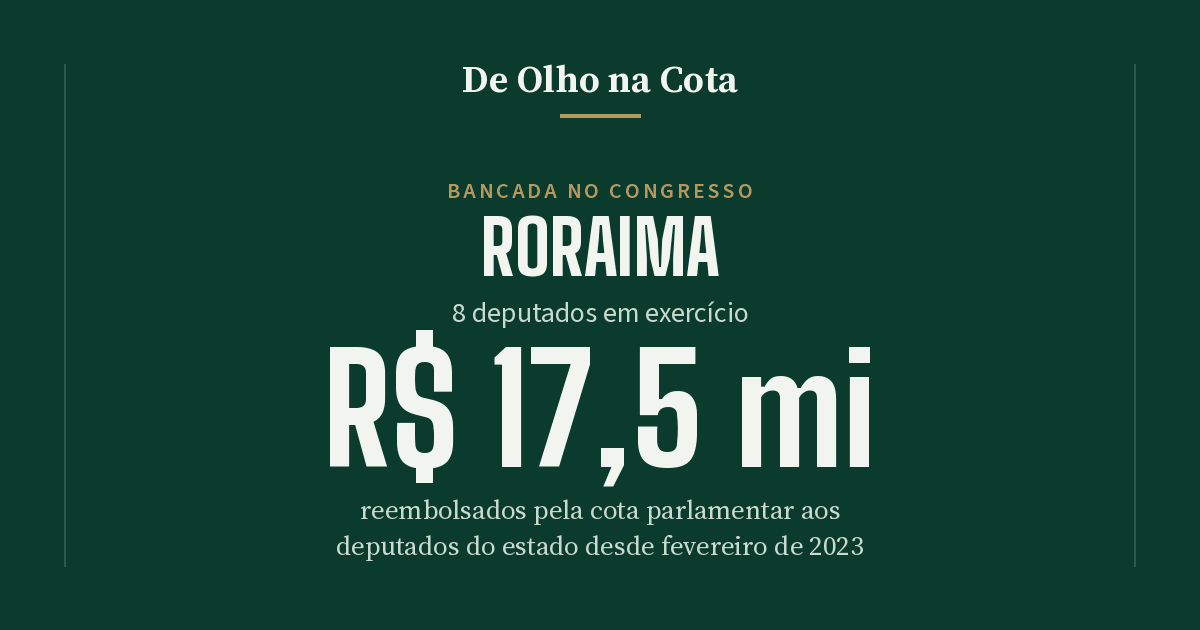 De Olho na Cota
BANCADA NO CONGRESSO
RORAIMA
8 deputados em exercício
R$ 17,5 mi
reembolsados pela cota parlamentar aos
deputados do estado desde fevereiro de 2023